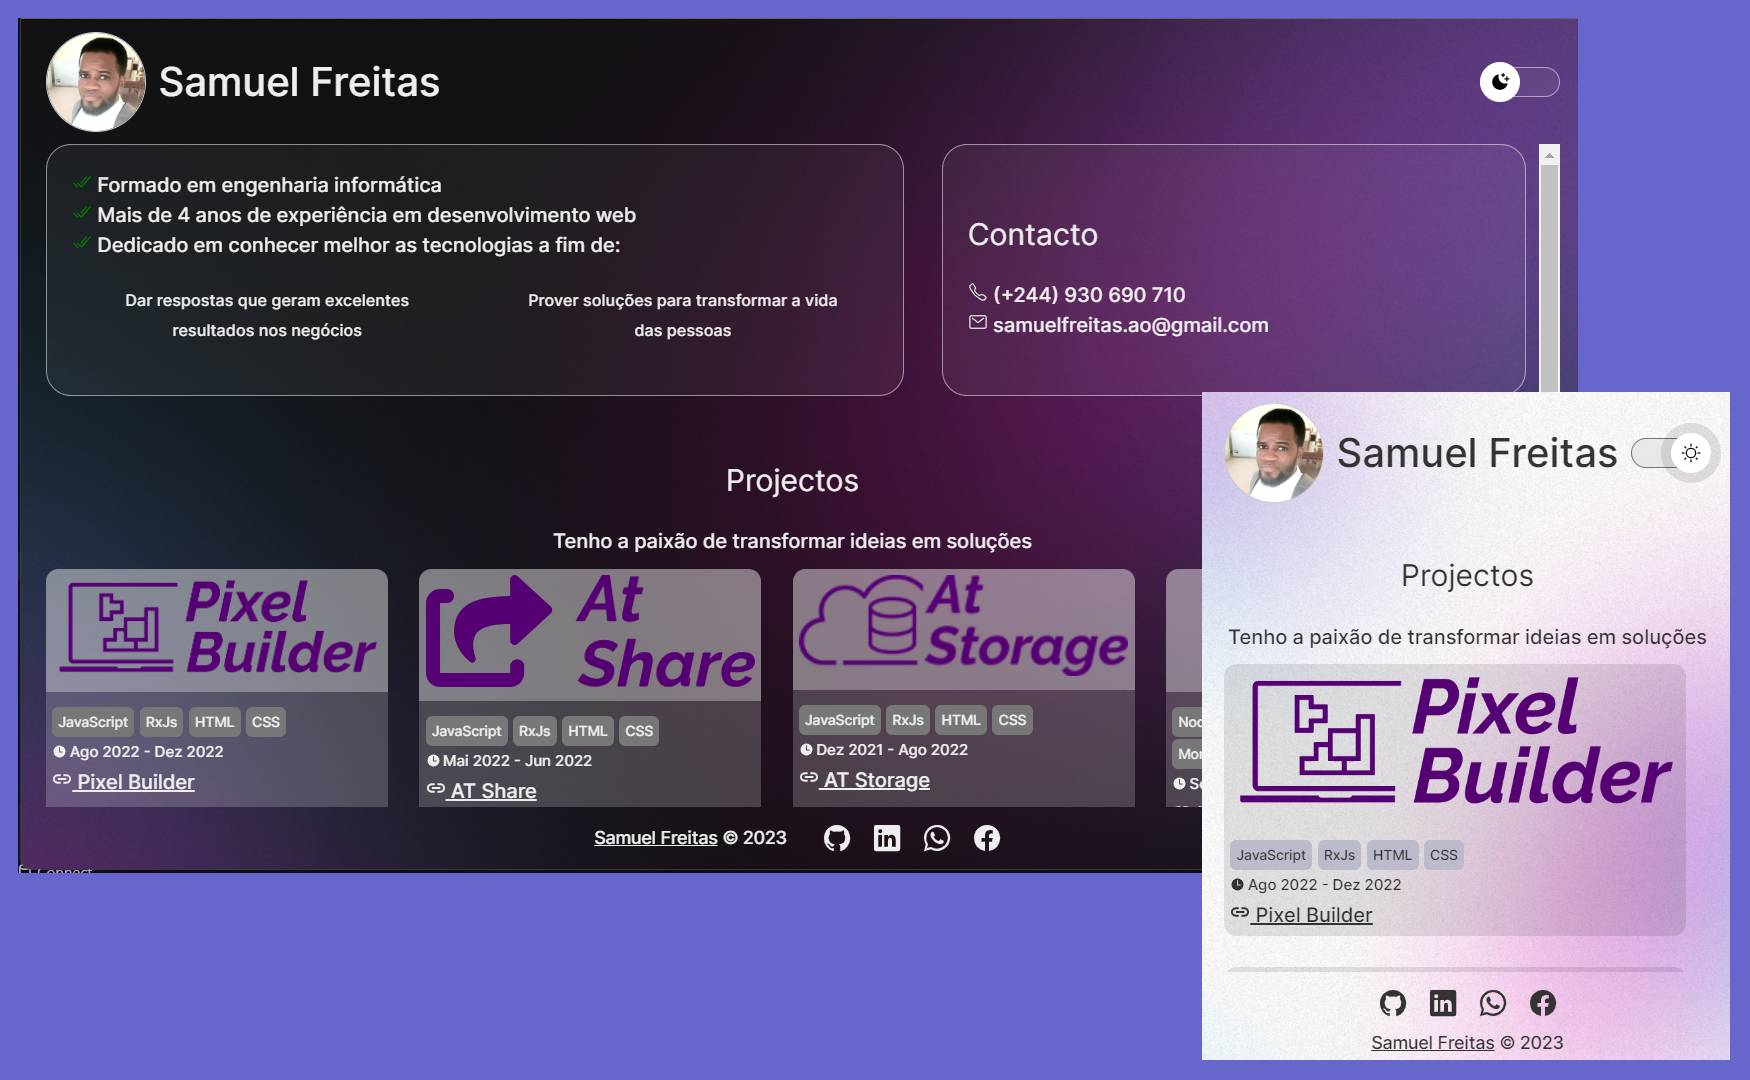 Samuel Freitas
Formado em engenharia informática
Mais de 4 anos de experiência em desenvolvimento web
Dedicado em conhecer melhor as tecnologias a fim de:
Dar respostas que geram excelentes
resultados nos negócios
Prover soluções para transformar a vida
das pessoas
Contacto
(+244) 930 690 710
samuelfreitas.ao@gmail.com
Projectos
Tenho a paixão de transformar ideias em soluções
Pixel
Builder
JavaScript RxJs HTML CSS
Ago 2022 - Dez 2022
Pixel Builder
At
Share
JavaScript RxJs HTML CSS
Mai 2022 - Jun 2022
AT Share
At
Storage
JavaScript RxJs HTML CSS
Dez 2021 - Ago 2022
AT Storage
Samuel Freitas © 2023
Samuel Freitas
Projectos
Tenho a paixão de transformar ideias em soluções
Pixel
Builder
JavaScript RxJs HTML CSS
Ago 2022 - Dez 2022
Pixel Builder
Samuel Freitas © 2023